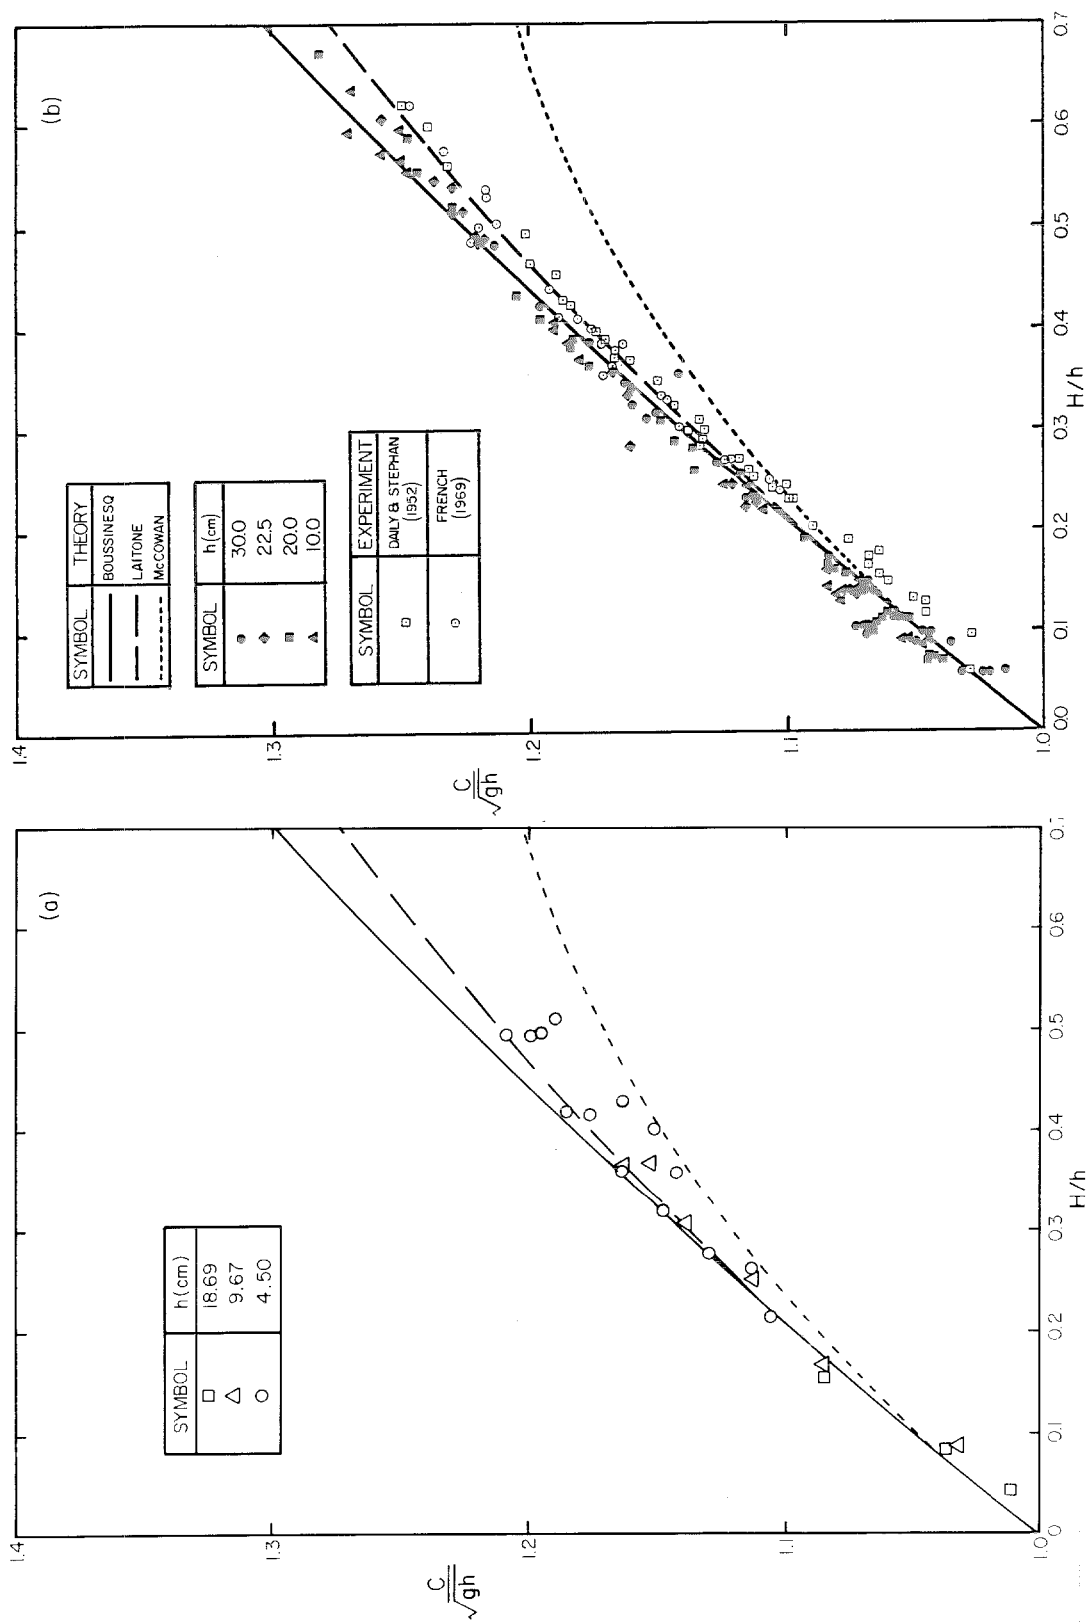 (a)
C
√gh
1.4
1.3
1.2
1.1
1.0
0
0.1
0.2
0.3
0.4
0.5
0.6
0.7
H/h
SYMBOL h(cm)
18.69
9.67
4.50
(b)
C
√gh
1.4
1.3
1.2
1.1
1.0
0.0
0.1
0.2
0.3
0.4
0.5
0.6
0.7
H/h
SYMBOL THEORY
BOUSSINESQ
LAITONE
McCOWAN
SYMBOL h(cm)
30.0
22.5
20.0
10.0
SYMBOL EXPERIMENT
DAILY & STEPHAN
(1952)
FRENCH
(1969)